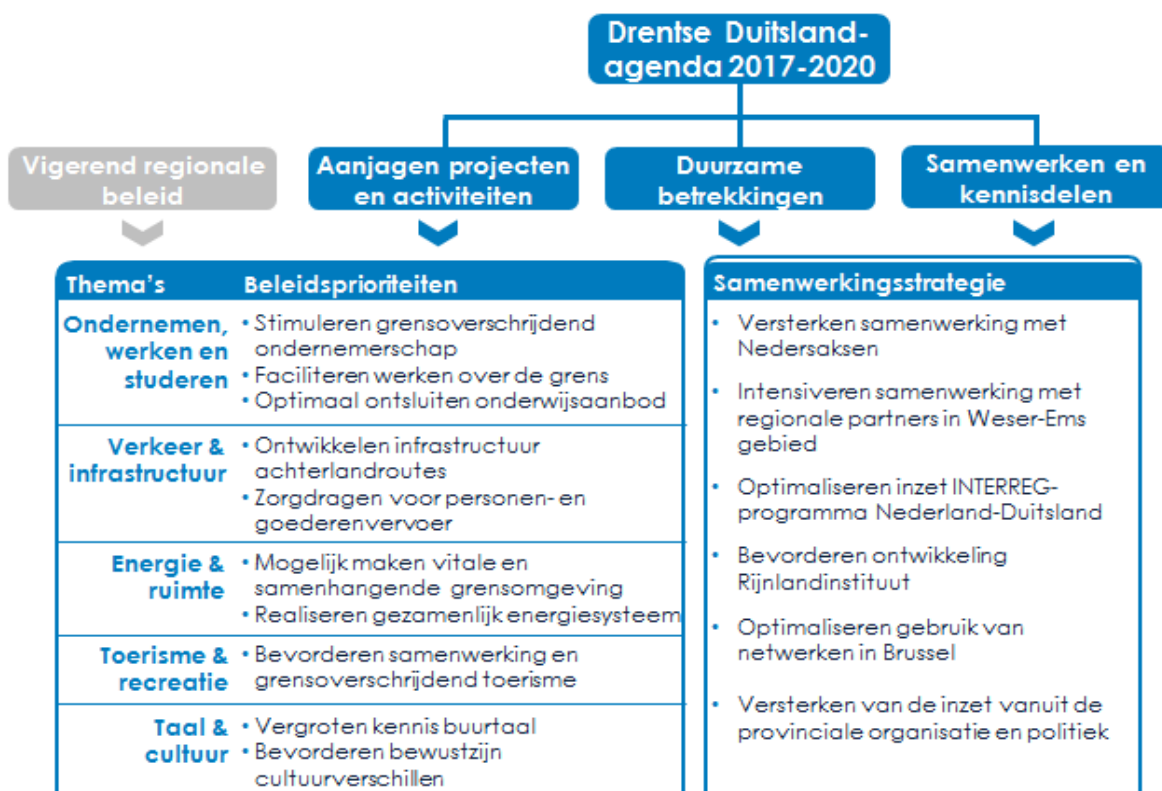 Drentse Duitsland-
agenda 2017-2020
Vigerend regionale
beleid
Aanjagen projecten
en activiteiten
Duurzame
betrekkingen
Samenwerken en
kennisdelen
Thema's
Beleidsprioriteiten
Ondernemen,
werken en
studeren
• Stimuleren grensoverschrijdend
ondernemerschap
• Faciliteren werken over de grens
• Optimaal ontsluiten onderwijsaanbod
Verkeer &
infrastructuur
• Ontwikkelen infrastructuur
achterlandroutes
• Zorgdragen voor personen- en
goederenvervoer
Energie &
ruimte
• Mogelijk maken vitale en
samenhangende grensomgeving
• Realiseren gezamenlijk energiesysteem
Toerisme &
recreatie
• Bevorderen samenwerking en
grensoverschrijdend toerisme
Taal &
cultuur
• Vergroten kennis buurtaal
• Bevorderen bewustzijn
cultuurverschillen
Samenwerkingsstrategie
• Versterken samenwerking met
Nedersaksen
• Intensiveren samenwerking met
regionale partners in Weser-Ems
gebied
• Optimaliseren inzet INTERREG-
programma Nederland-Duitsland
• Bevorderen ontwikkeling
Rijnlandinstituut
• Optimaliseren gebruik van
netwerken in Brussel
• Versterken van de inzet vanuit de
provinciale organisatie en politiek